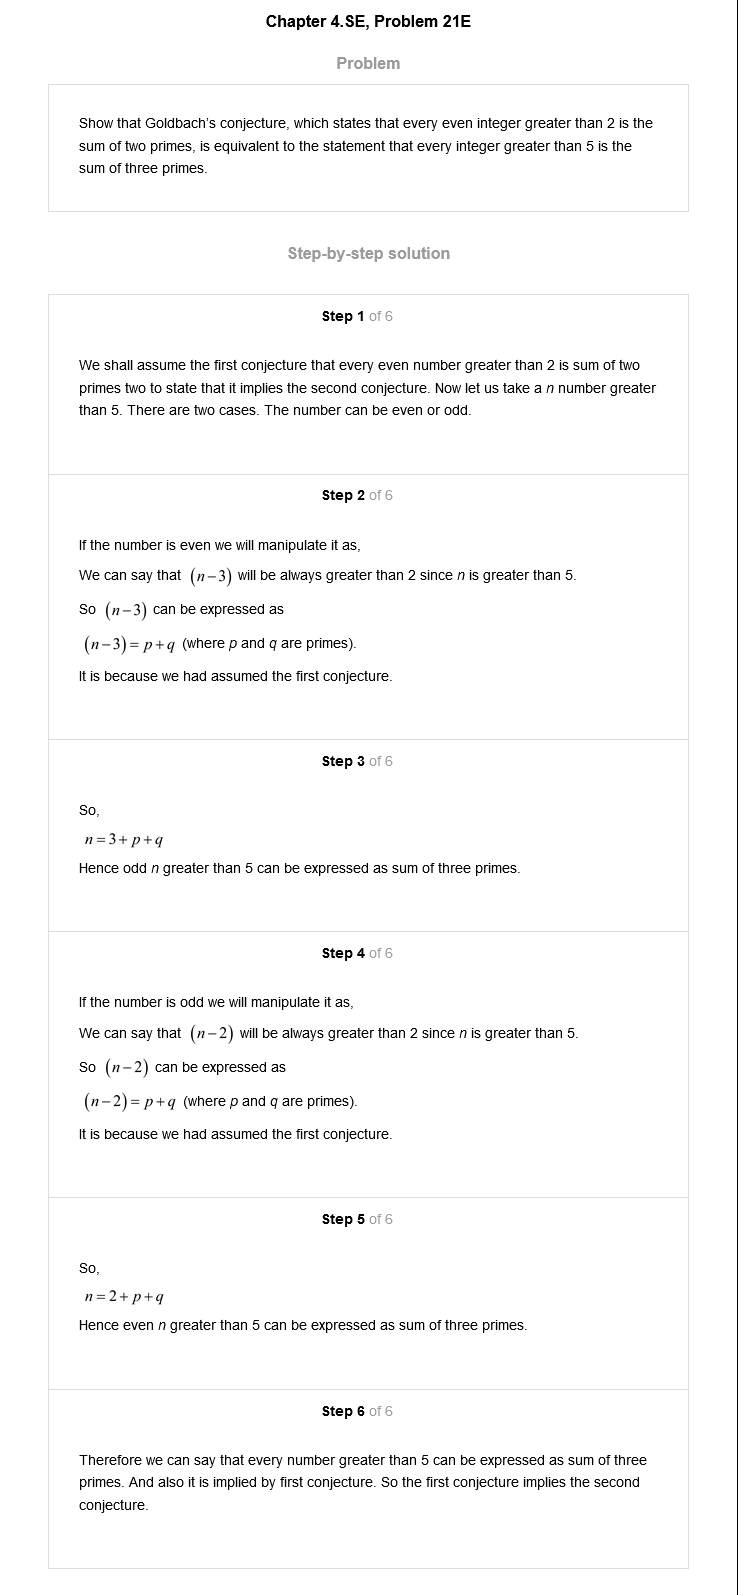 Chapter 4.SE, Problem 21E
Problem
Show that Goldbach's conjecture, which states that every even integer greater than 2 is the
sum of two primes, is equivalent to the statement that every integer greater than 5 is the
sum of three primes.
Step-by-step solution
Step 1 of 6
We shall assume the first conjecture that every even number greater than 2 is sum of two
primes two to state that it implies the second conjecture. Now let us take a n number greater
than 5. There are two cases. The number can be even or odd.
Step 2 of 6
If the number is even we will manipulate it as,
We can say that (n−3) will be always greater than 2 since n is greater than 5.
So (n−3) can be expressed as
(n−3) = p+q (where p and q are primes).
It is because we had assumed the first conjecture.
Step 3 of 6
So,
n = 3+ p+q
Hence odd n greater than 5 can be expressed as sum of three primes.
Step 4 of 6
If the number is odd we will manipulate it as,
We can say that (n−2) will be always greater than 2 since n is greater than 5.
So (n−2) can be expressed as
(n−2) = p+q (where p and q are primes).
It is because we had assumed the first conjecture.
Step 5 of 6
So,
n = 2+ p+q
Hence even n greater than 5 can be expressed as sum of three primes.
Step 6 of 6
Therefore we can say that every number greater than 5 can be expressed as sum of three
primes. And also it is implied by first conjecture. So the first conjecture implies the second
conjecture.